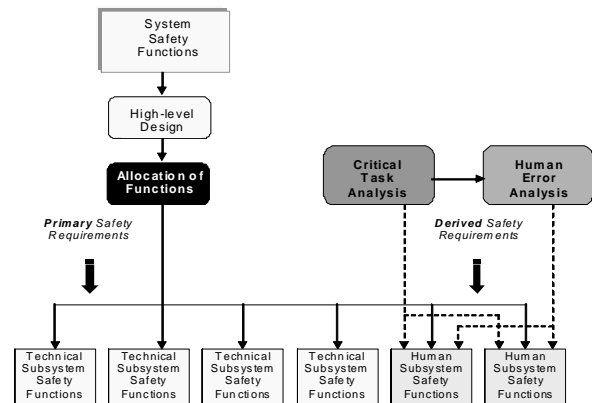 System
Safety
Functions
High-level
Design
Allocation of
Functions
Critical
Task
Analysis
Human
Error
Analysis
Primary Safety
Requirements
Derived Safety
Requirements
Technical
Subsystem
Safety
Functions
Technical
Subsystem
Safety
Functions
Technical
Subsystem
Safety
Functions
Technical
Subsystem
Safety
Functions
Human
Subsystem
Safety
Functions
Human
Subsystem
Safety
Functions